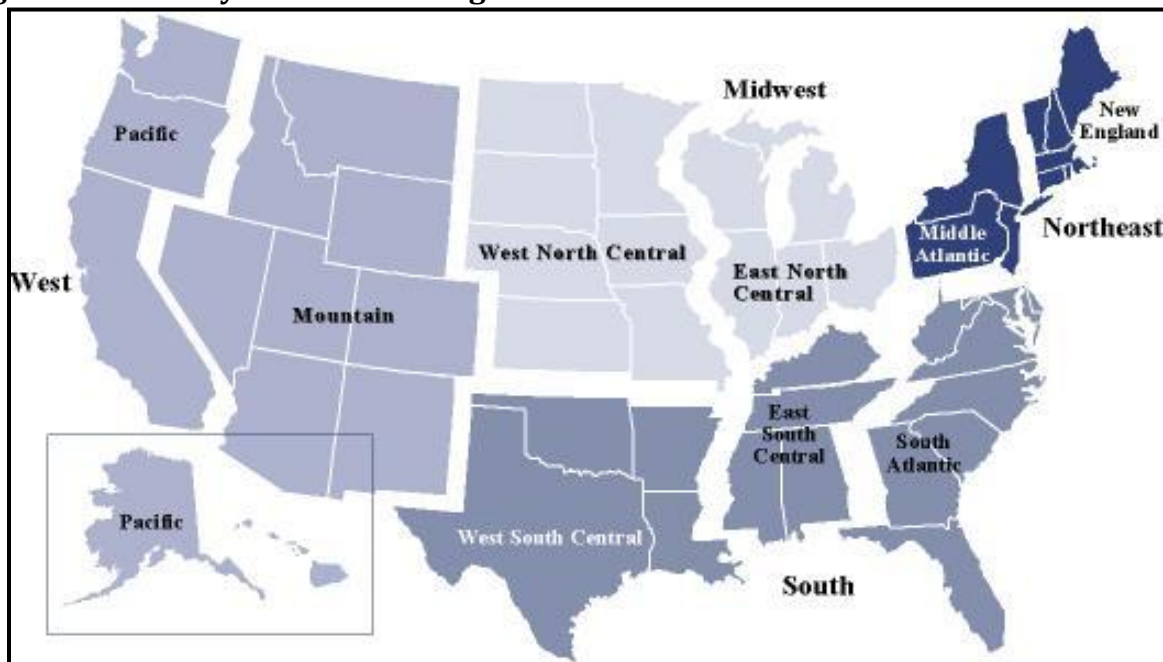 Midwest
New
England
Pacific
Northeast
Middle
Atlantic
West North Central
East North
Central
West
Mountain
East
South
Central
South
Atlantic
Pacific
West South Central
South